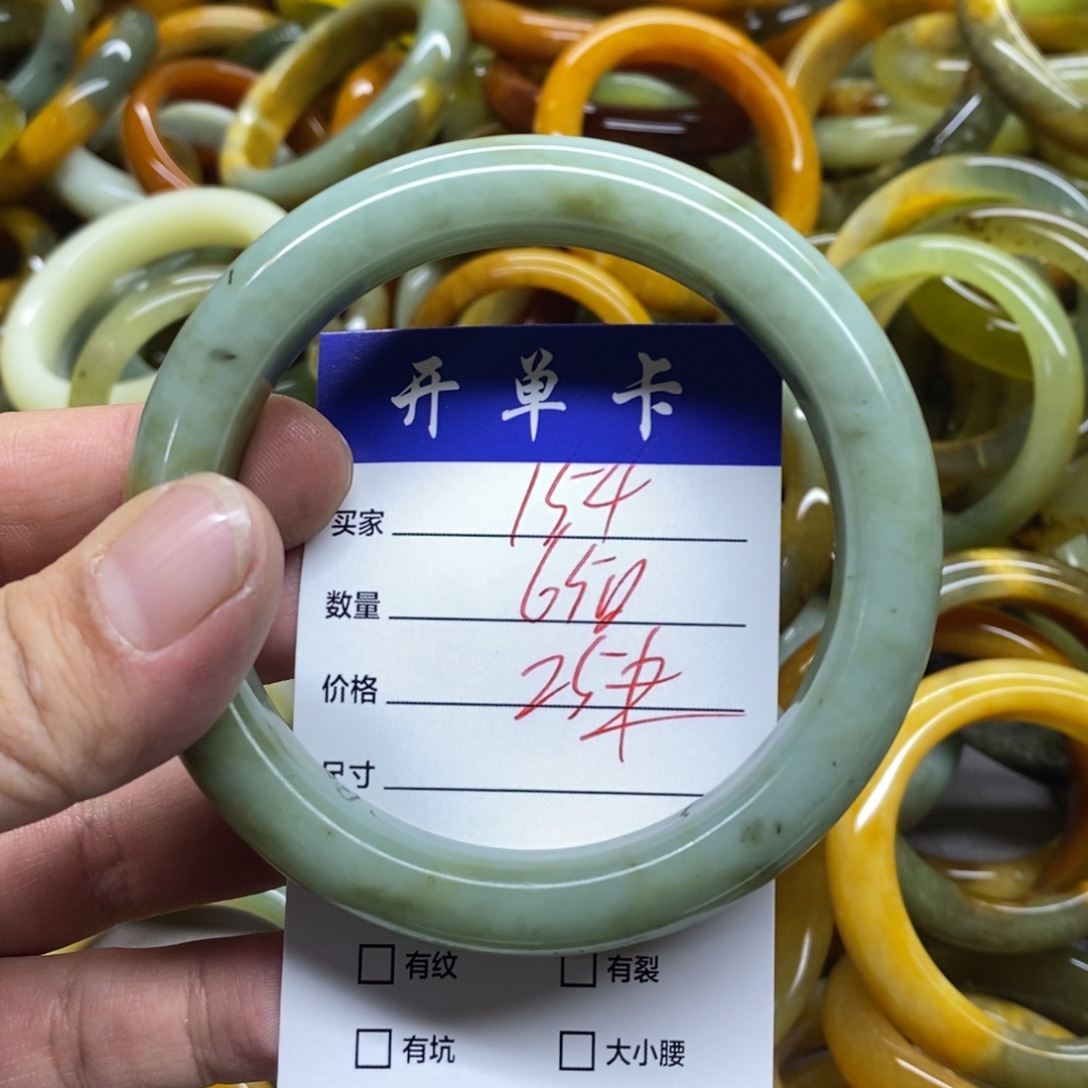 开单卡
买家 154
数量 650
价格 25
尺寸
有纹 有裂
有坑 大小腰